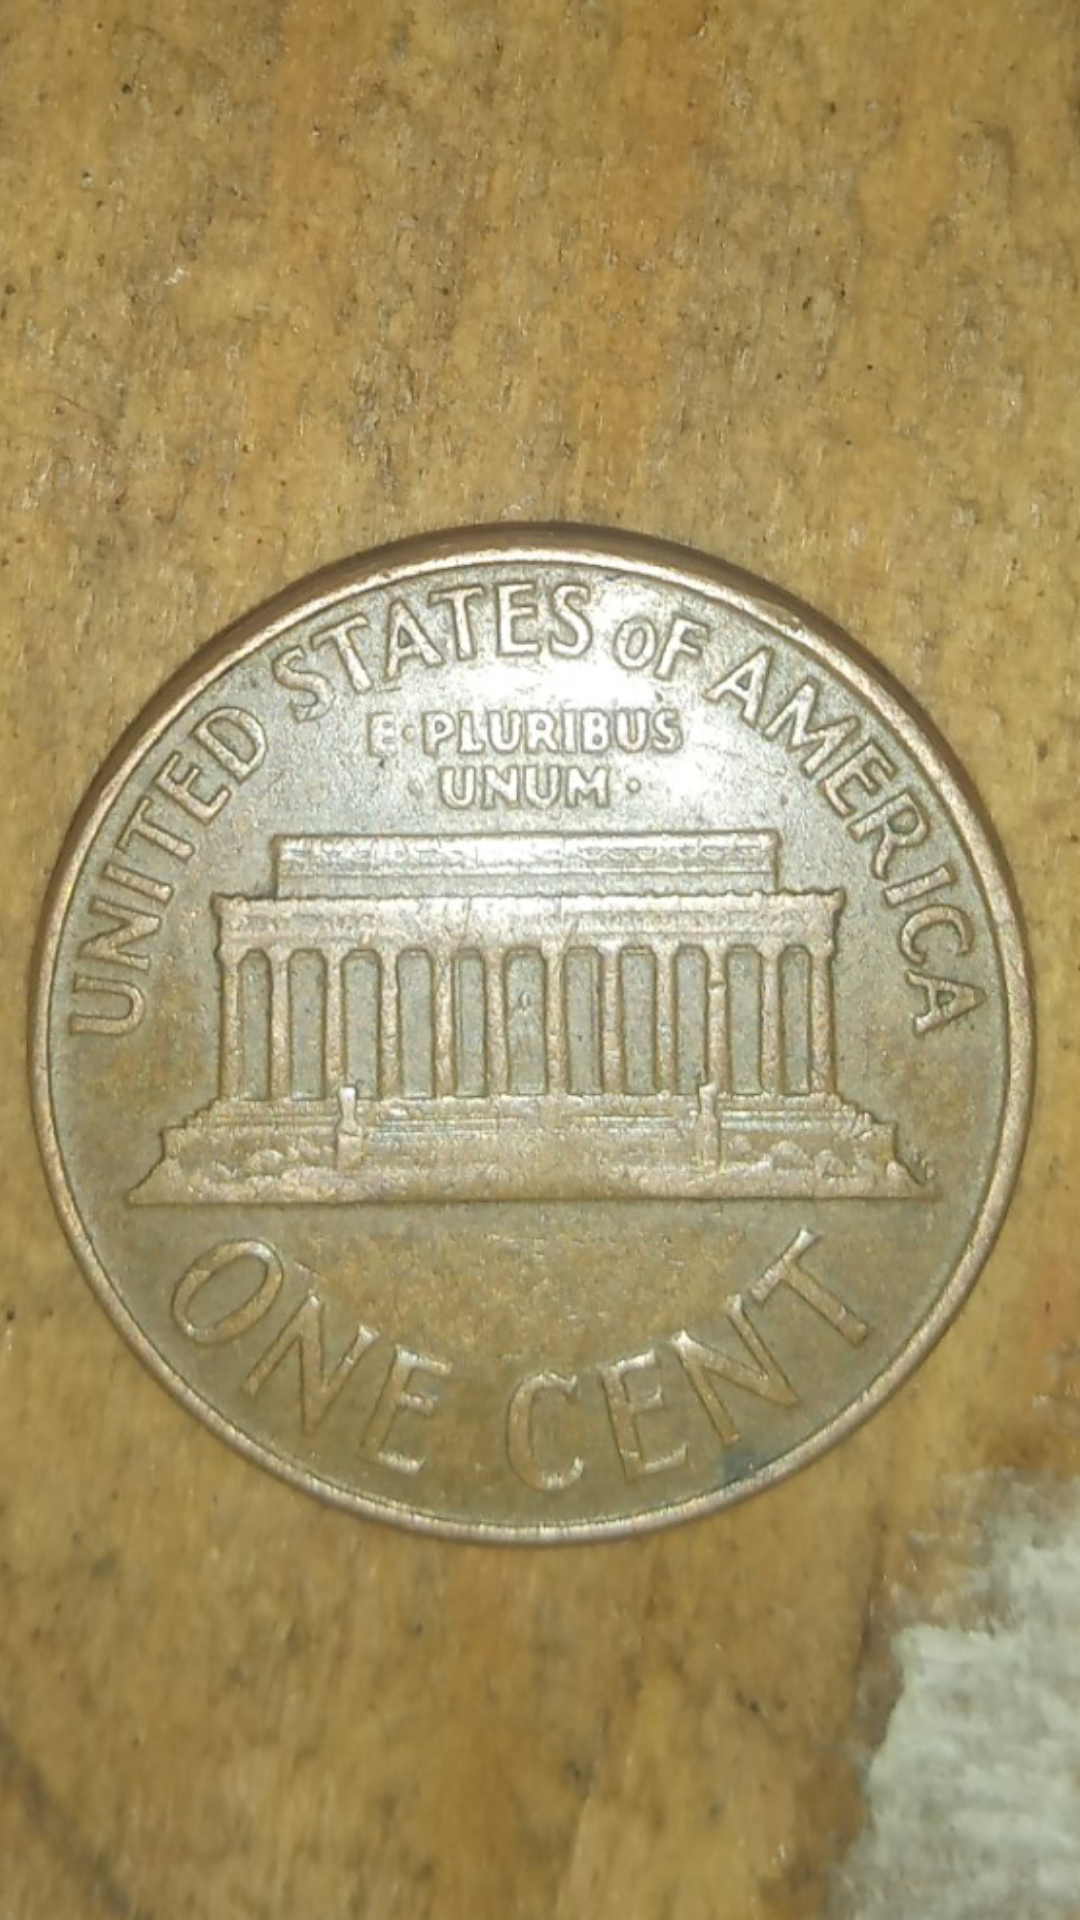 UNITED STATES OF AMERICA
E·PLURIBUS
·UNUM·
ONE CENT